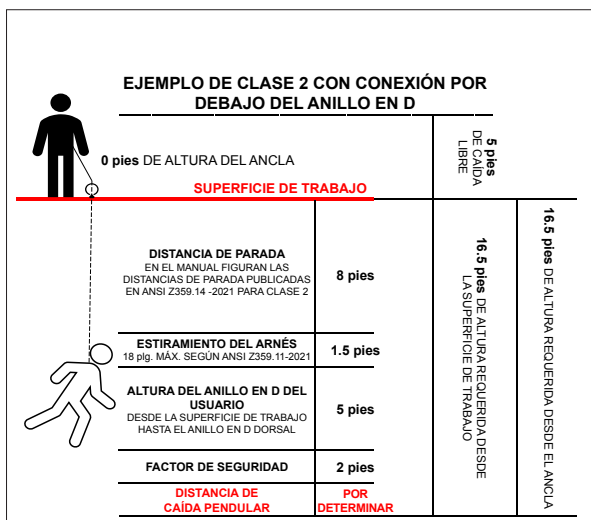 EJEMPLO DE CLASE 2 CON CONEXIÓN POR
DEBAJO DEL ANILLO EN D
0 pies DE ALTURA DEL ANCLA
SUPERFICIE DE TRABAJO
5 pies
DE CAÍDA
LIBRE
DISTANCIA DE PARADA
EN EL MANUAL FIGURAN LAS
DISTANCIAS DE PARADA PUBLICADAS
EN ANSI Z359.14 -2021 PARA CLASE 2
8 pies
ESTIRAMIENTO DEL ARNÉS
18 plg. MÁX. SEGÚN ANSI Z359.11-2021
1.5 pies
ALTURA DEL ANILLO EN D DEL
USUARIO
DESDE LA SUPERFICIE DE TRABAJO
HASTA EL ANILLO EN D DORSAL
5 pies
FACTOR DE SEGURIDAD
2 pies
DISTANCIA DE
CAÍDA PENDULAR
POR
DETERMINAR
16.5 pies DE ALTURA REQUERIDA DESDE
LA SUPERFICIE DE TRABAJO
16.5 pies DE ALTURA REQUERIDA DESDE EL ANCLA